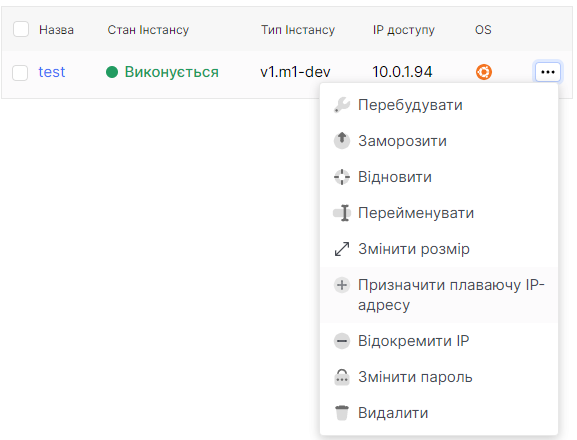 Назва Стан Інстансу Тип Інстансу IP доступу OS
test Виконується v1.m1-dev 10.0.1.94
Перебудувати
Заморозити
Відновити
Перейменувати
Змінити розмір
Призначити плаваючу IP-
адресу
Відокремити IP
Змінити пароль
Видалити